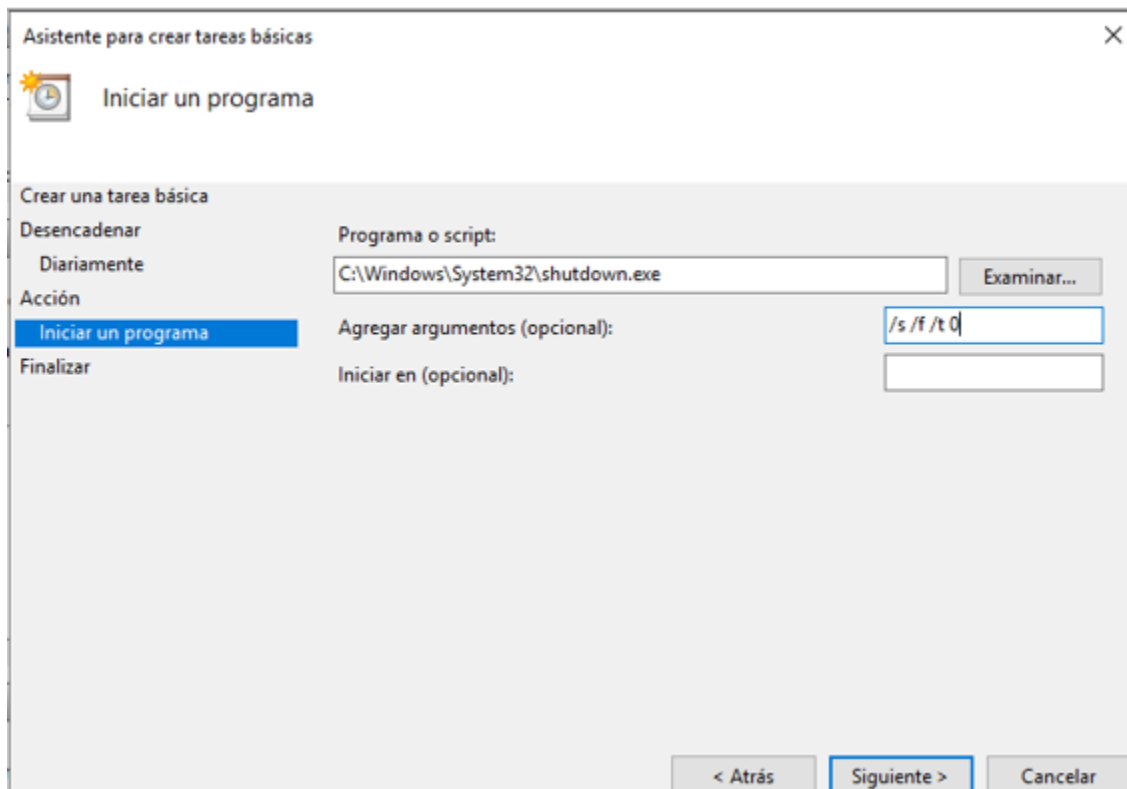 Asistente para crear tareas básicas
Iniciar un programa
Crear una tarea básica
Desencadenar
Diariamente
Acción
Iniciar un programa
Finalizar
Programa o script:
C:\Windows\System32\shutdown.exe
Examinar...
Agregar argumentos (opcional):
/s /f /t 0
Iniciar en (opcional):
< Atrás
Siguiente >
Cancelar